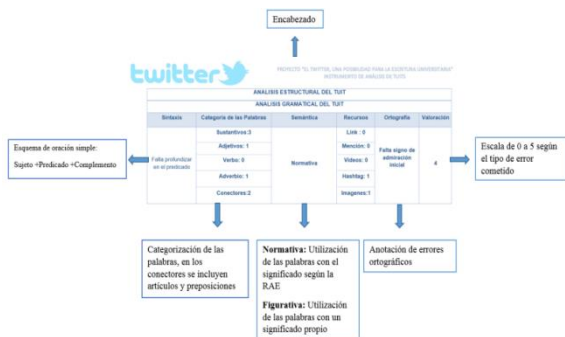 Encabezado
twitter
PROYECTO: "EL TWITTER, UNA POSIBILIDAD PARA LA ESCRITURA UNIVERSITARIA"
INSTRUMENTO DE ANÁLISIS DE TUITS
ANALISIS ESTRUCTURAL DEL TUIT
ANALISIS GRAMATICAL DEL TUIT
Sintaxis Categoría de las Palabras Semántica Recursos Ortografía Valoración
Falta profundizar
en el predicado
Sustantivos:3
Adjetivos: 1
Verbo: 0
Adverbio: 1
Conectores:2
Normativa
Link : 0
Mención: 0
Videos: 0
Hashtag: 1
Imagenes:1
Falta signo de
admiración
inicial
4
Esquema de oración simple:
Sujeto +Predicado +Complemento
Escala de 0 a 5 según
el tipo de error
cometido
Categorización de las
palabras, en los
conectores se incluyen
artículos y preposiciones
Normativa: Utilización
de las palabras con el
significado según la
RAE
Figurativa: Utilización
de las palabras con un
significado propio
Anotación de errores
ortográficos